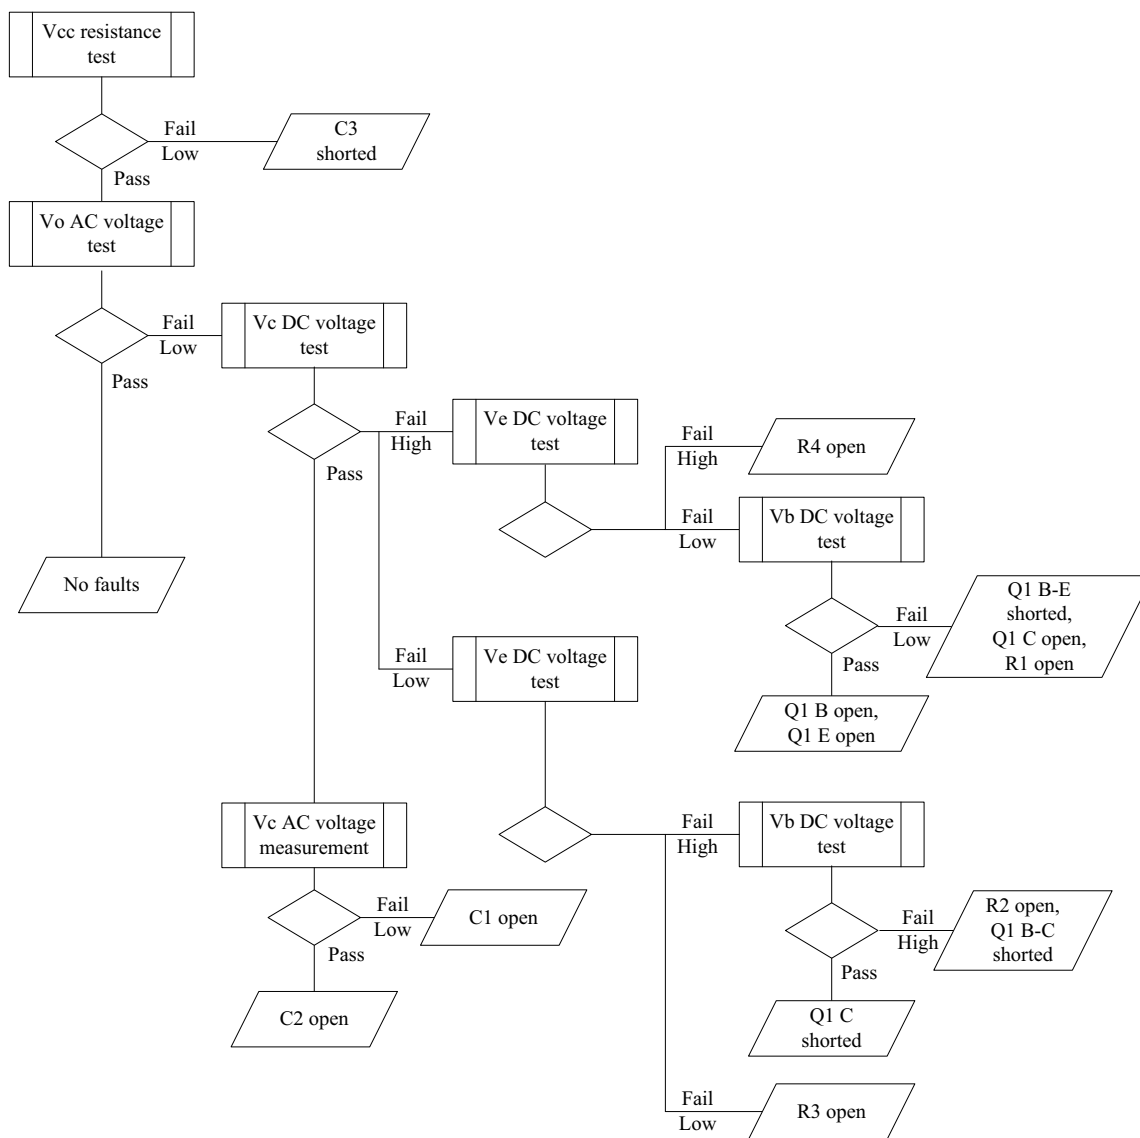 Vcc resistance
test
Fail
Low
C3
shorted
Pass
Vo AC voltage
test
Fail
Low
Pass
Vc DC voltage
test
Fail
High
Pass
Ve DC voltage
test
Fail
High
R4 open
Fail
Low
Vb DC voltage
test
No faults
Fail
Low
Q1 B-E
shorted,
Q1 C open,
R1 open
Pass
Q1 B open,
Q1 E open
Fail
Low
Ve DC voltage
test
Vc AC voltage
measurement
Fail
Low
C1 open
Pass
C2 open
Fail
High
Vb DC voltage
test
Fail
High
R2 open,
Q1 B-C
shorted
Pass
Q1 C
shorted
Fail
Low
R3 open